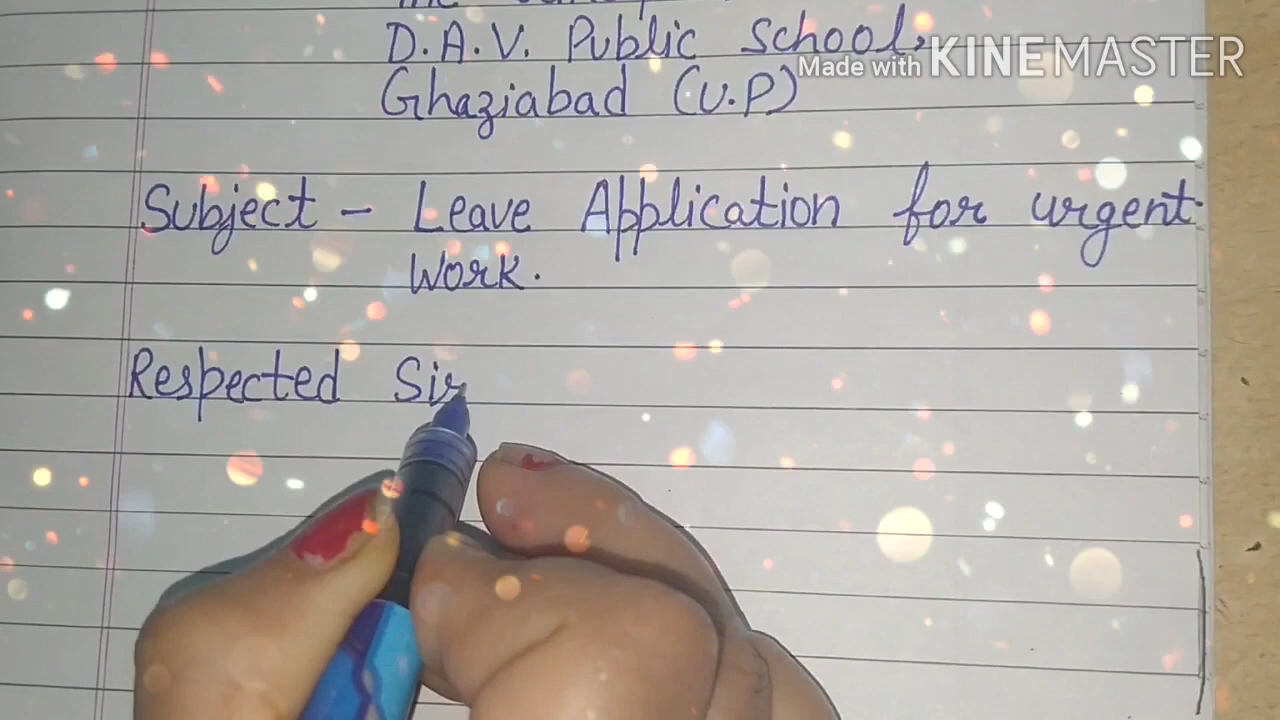 D.A.V. Public School,
Made with KINEMASTER
Ghaziabad (U.P)
Subject - Leave Application for urgent
Work.
Respected Sir